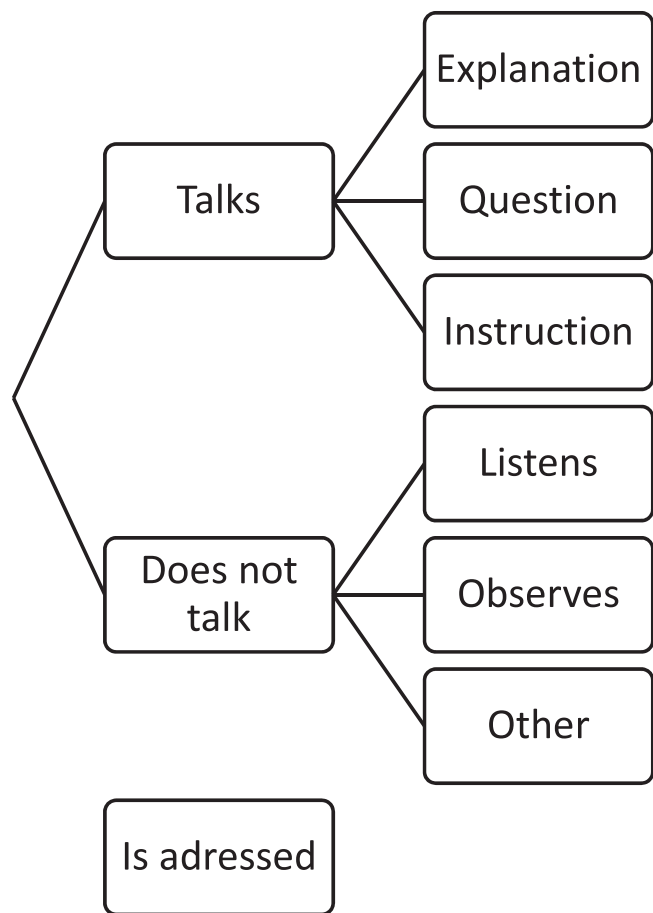 Explanation
Talks
Question
Instruction
Listens
Does not
talk
Observes
Other
Is adressed